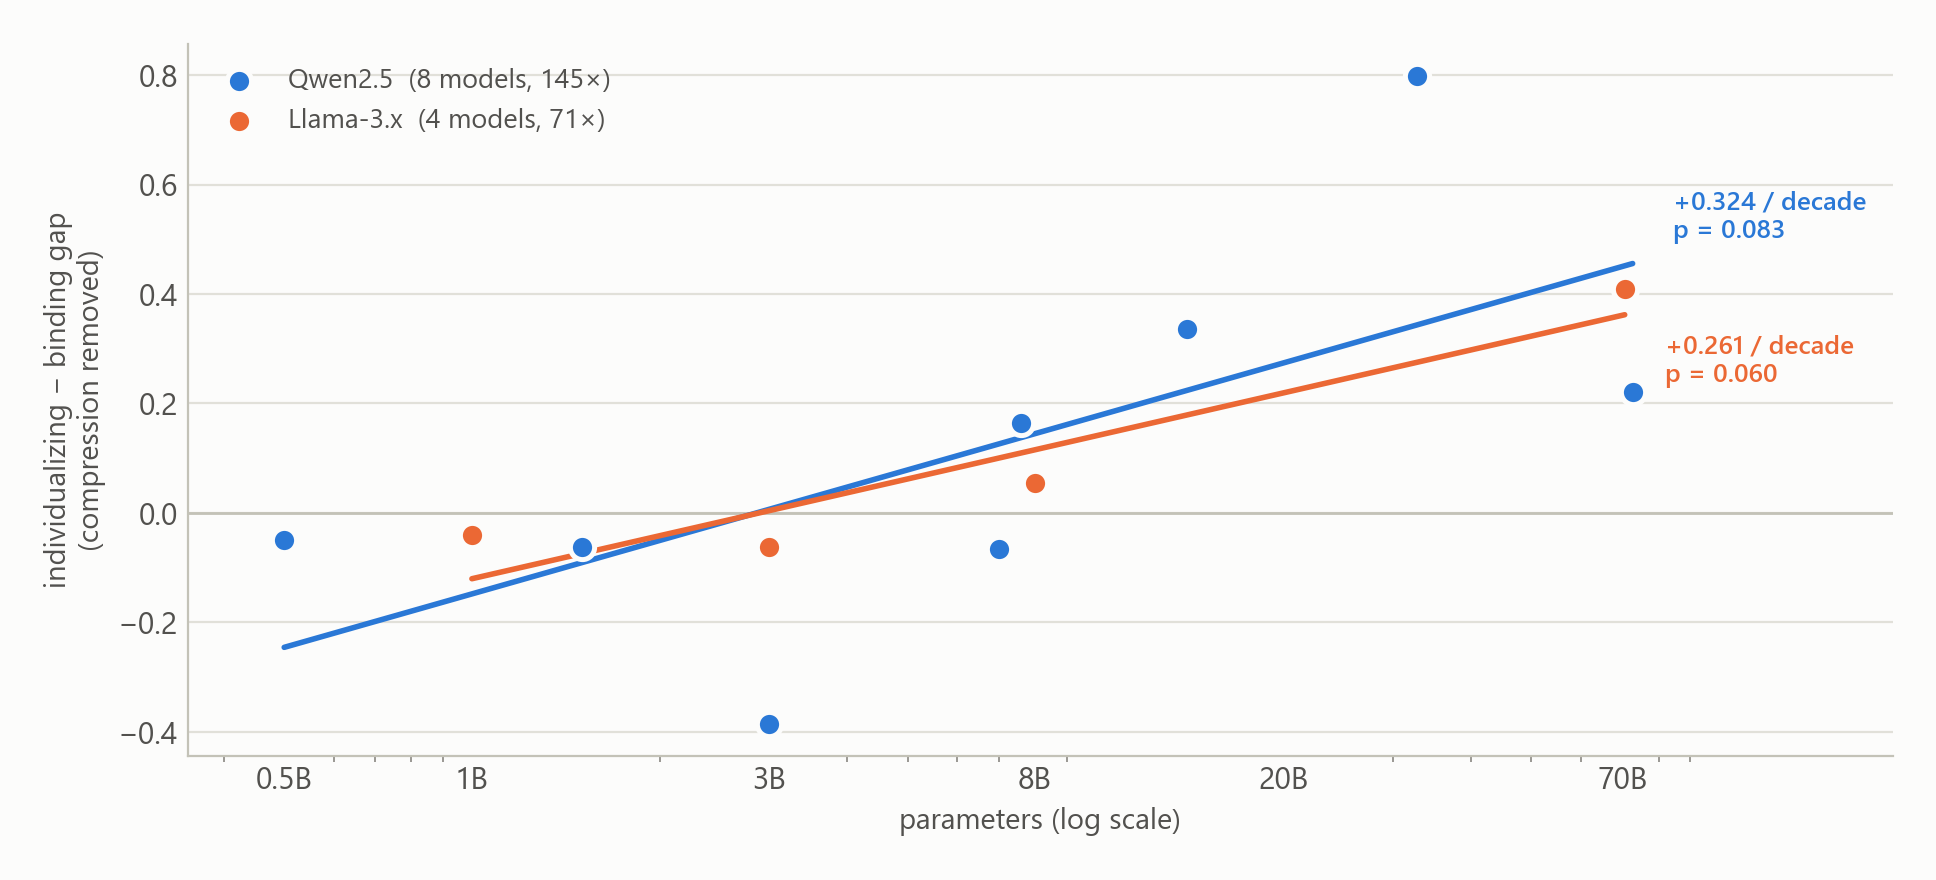 Qwen2.5 (8 models, 145×)
Llama-3.x (4 models, 71×)
0.8
0.6
0.4
0.2
0.0
−0.2
−0.4
individualizing − binding gap
(compression removed)
+0.324 / decade
p = 0.083
+0.261 / decade
p = 0.060
0.5B
1B
3B
8B
20B
70B
parameters (log scale)